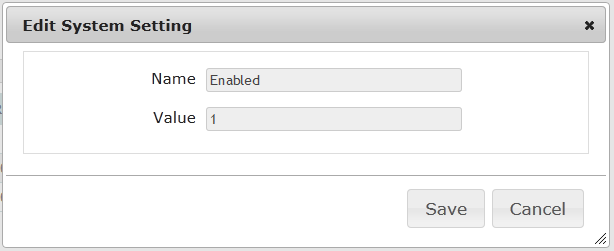 Edit System Setting
Name Enabled
Value 1
Save Cancel